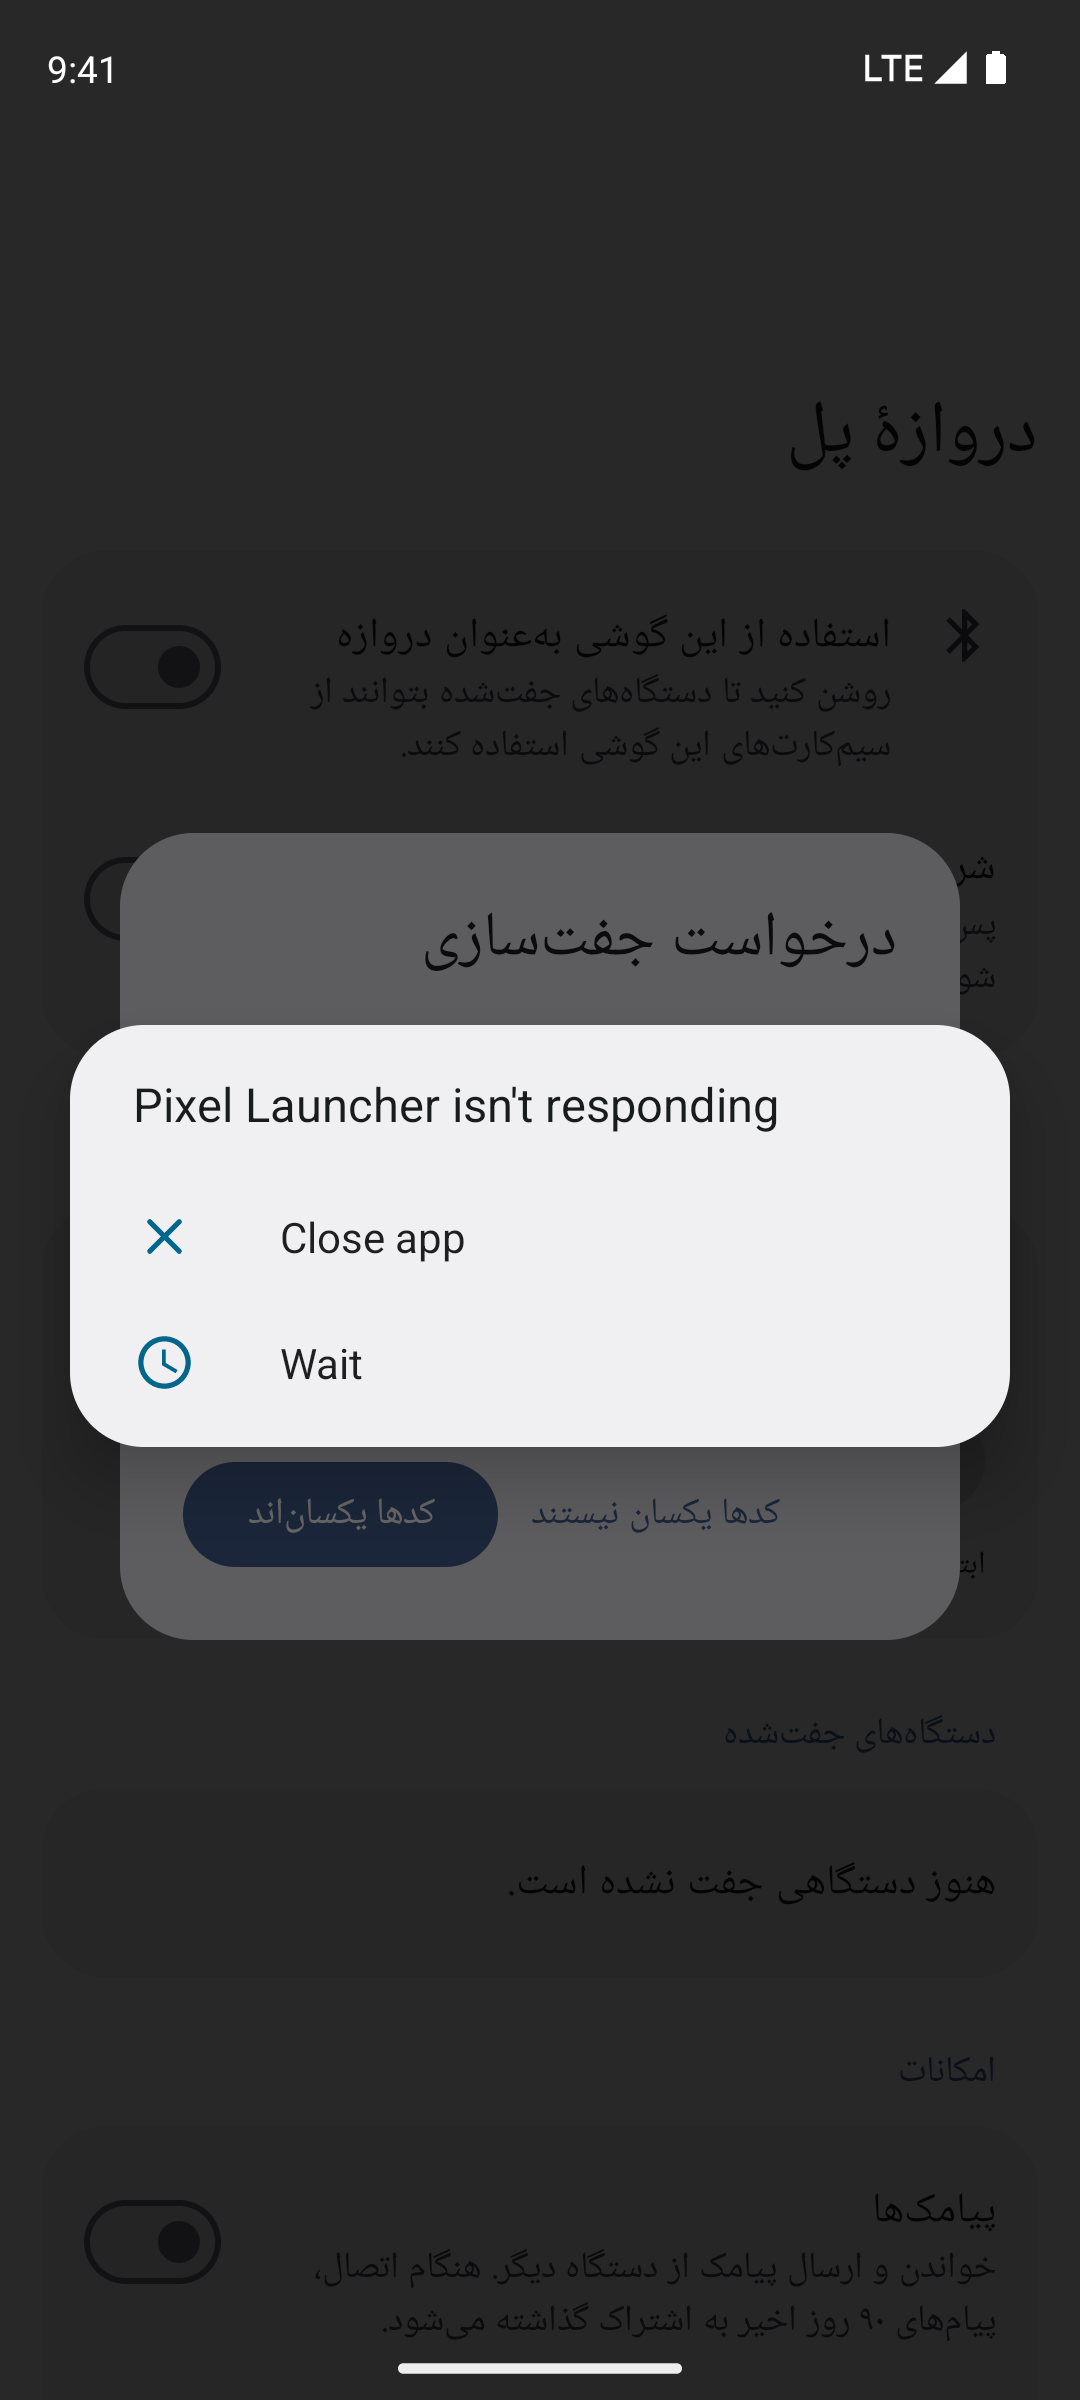 9:41
LTE
دروازهٔ پل
استفاده از این گوشی به‌عنوان دروازه
روشن کنید تا دستگاه‌های جفت‌شده بتوانند از
سیم‌کارت‌های این گوشی استفاده کنند.
درخواست جفت‌سازی
Pixel Launcher isn't responding
Close app
Wait
کدها یکسان نیستند
کدها یکسان‌اند
دستگاه‌های جفت‌شده
هنوز دستگاهی جفت نشده است.
امکانات
پیامک‌ها
خواندن و ارسال پیامک از دستگاه دیگر. هنگام اتصال،
پیام‌های ۹۰ روز اخیر به اشتراک گذاشته می‌شود.